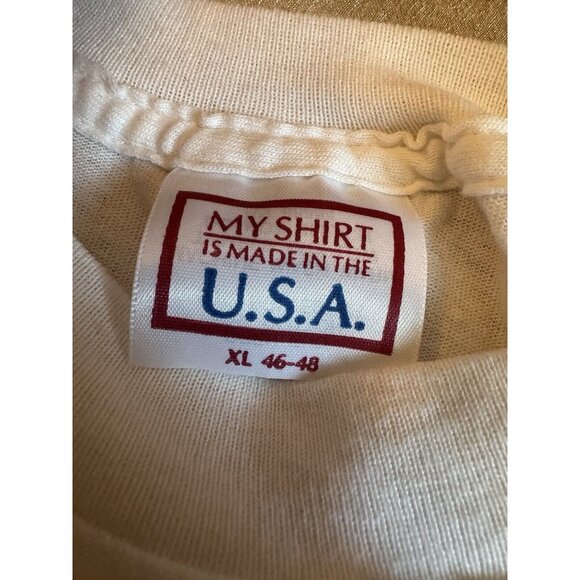 MY SHIRT
IS MADE IN THE
U.S.A.
XL 46-48